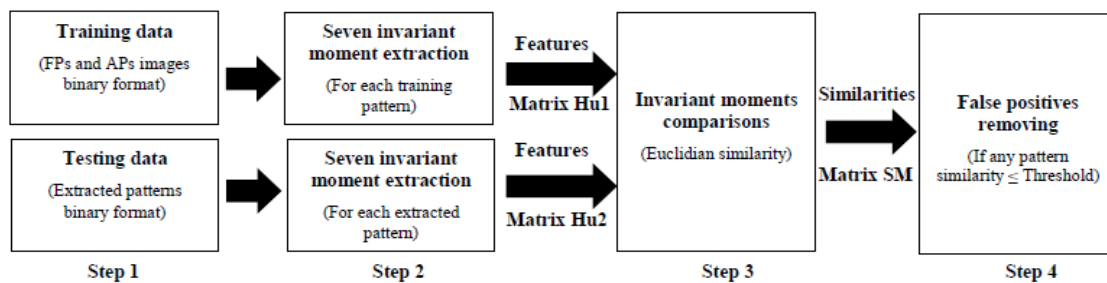 Training data
(FPs and APs images
binary format)
Seven invariant
moment extraction
(For each training
pattern)
Features
Matrix Hu1
Testing data
(Extracted patterns
binary format)
Seven invariant
moment extraction
(For each extracted
pattern)
Features
Matrix Hu2
Invariant moments
comparisons
(Euclidian similarity)
Similarities
Matrix SM
False positives
removing
(If any pattern
similarity ≤ Threshold)
Step 1
Step 2
Step 3
Step 4